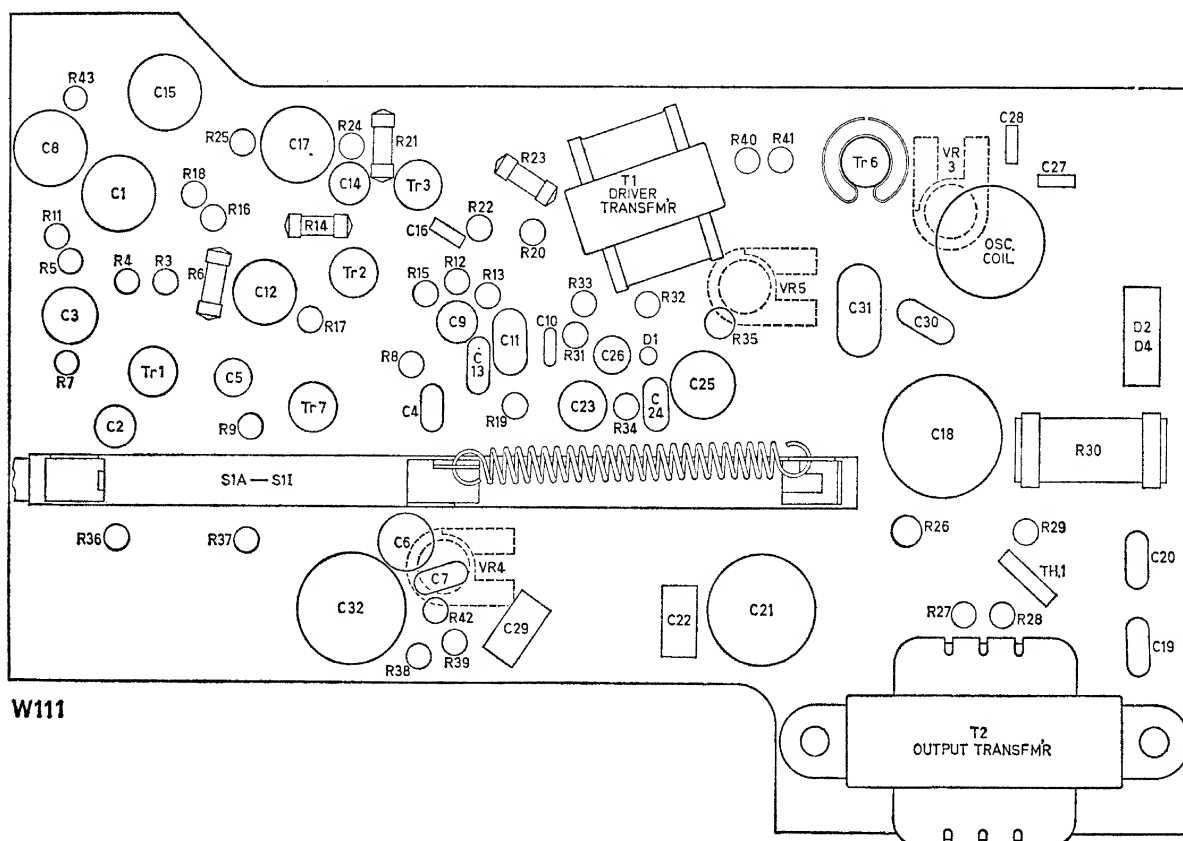 R43
C15
C8
R25
C17
R24
R21
C14
Tr3
R23
T1
DRIVER
TRANSFM'R
R40
R41
Tr 6
VR
3
C28
C27
C1
R18
R16
R14
C16
R22
R20
OSC.
COIL
R11
R5
R4
R3
R6
C12
Tr2
R15
R12
R13
R33
R32
VR5
C31
C30
C3
R17
C9
C11
C10
R31
C26
D1
R35
D2
D4
R7
Tr1
C5
R8
C
13
C25
C2
R9
Tr7
C4
R19
C23
R34
C
24
C18
R30
S1A — S1I
R36
R37
C6
VR4
C7
R26
R29
TH.1
C20
C32
R42
C29
C22
C21
R27
R28
R38
R39
C19
W111
T2
OUTPUT TRANSFM'R